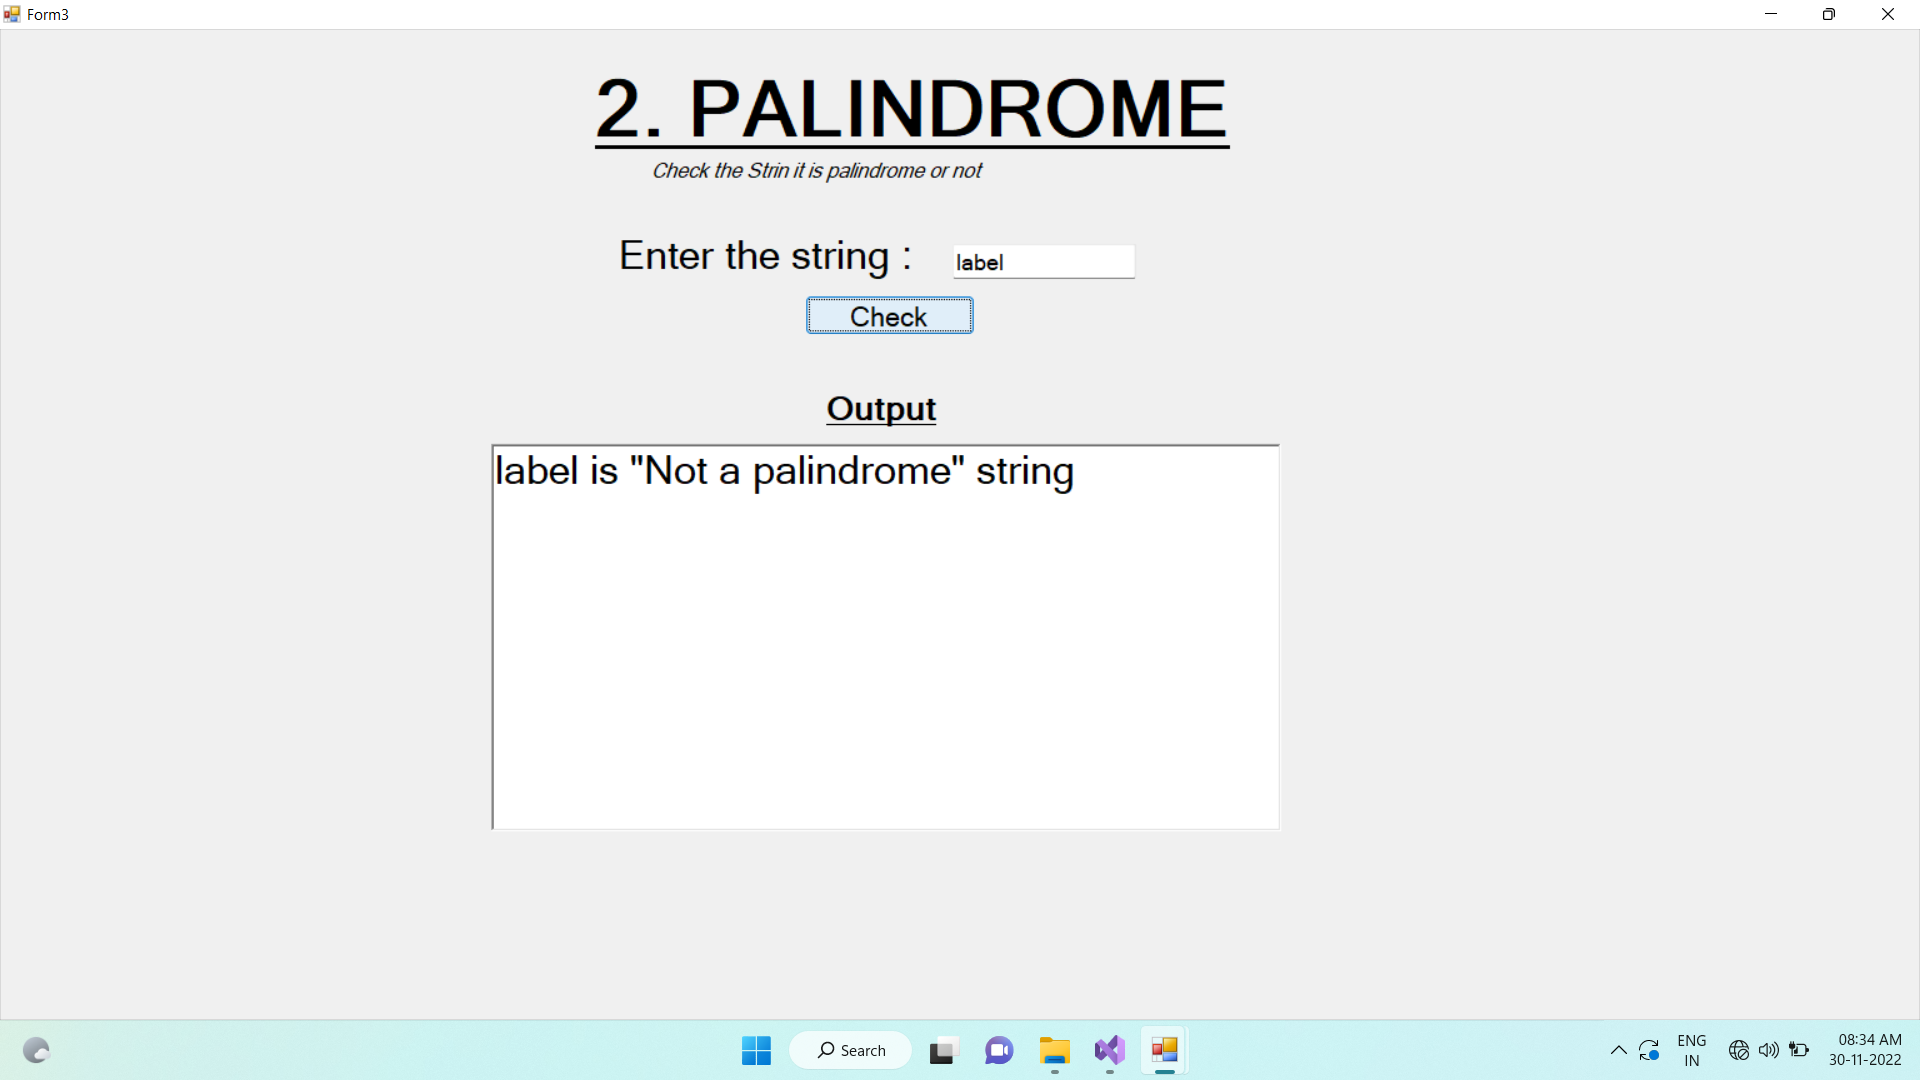 Form3
2. PALINDROME
Check the Strin it is palindrome or not
Enter the string :
label
Check
Output
label is "Not a palindrome" string
Search
ENG
IN
08:34 AM
30-11-2022